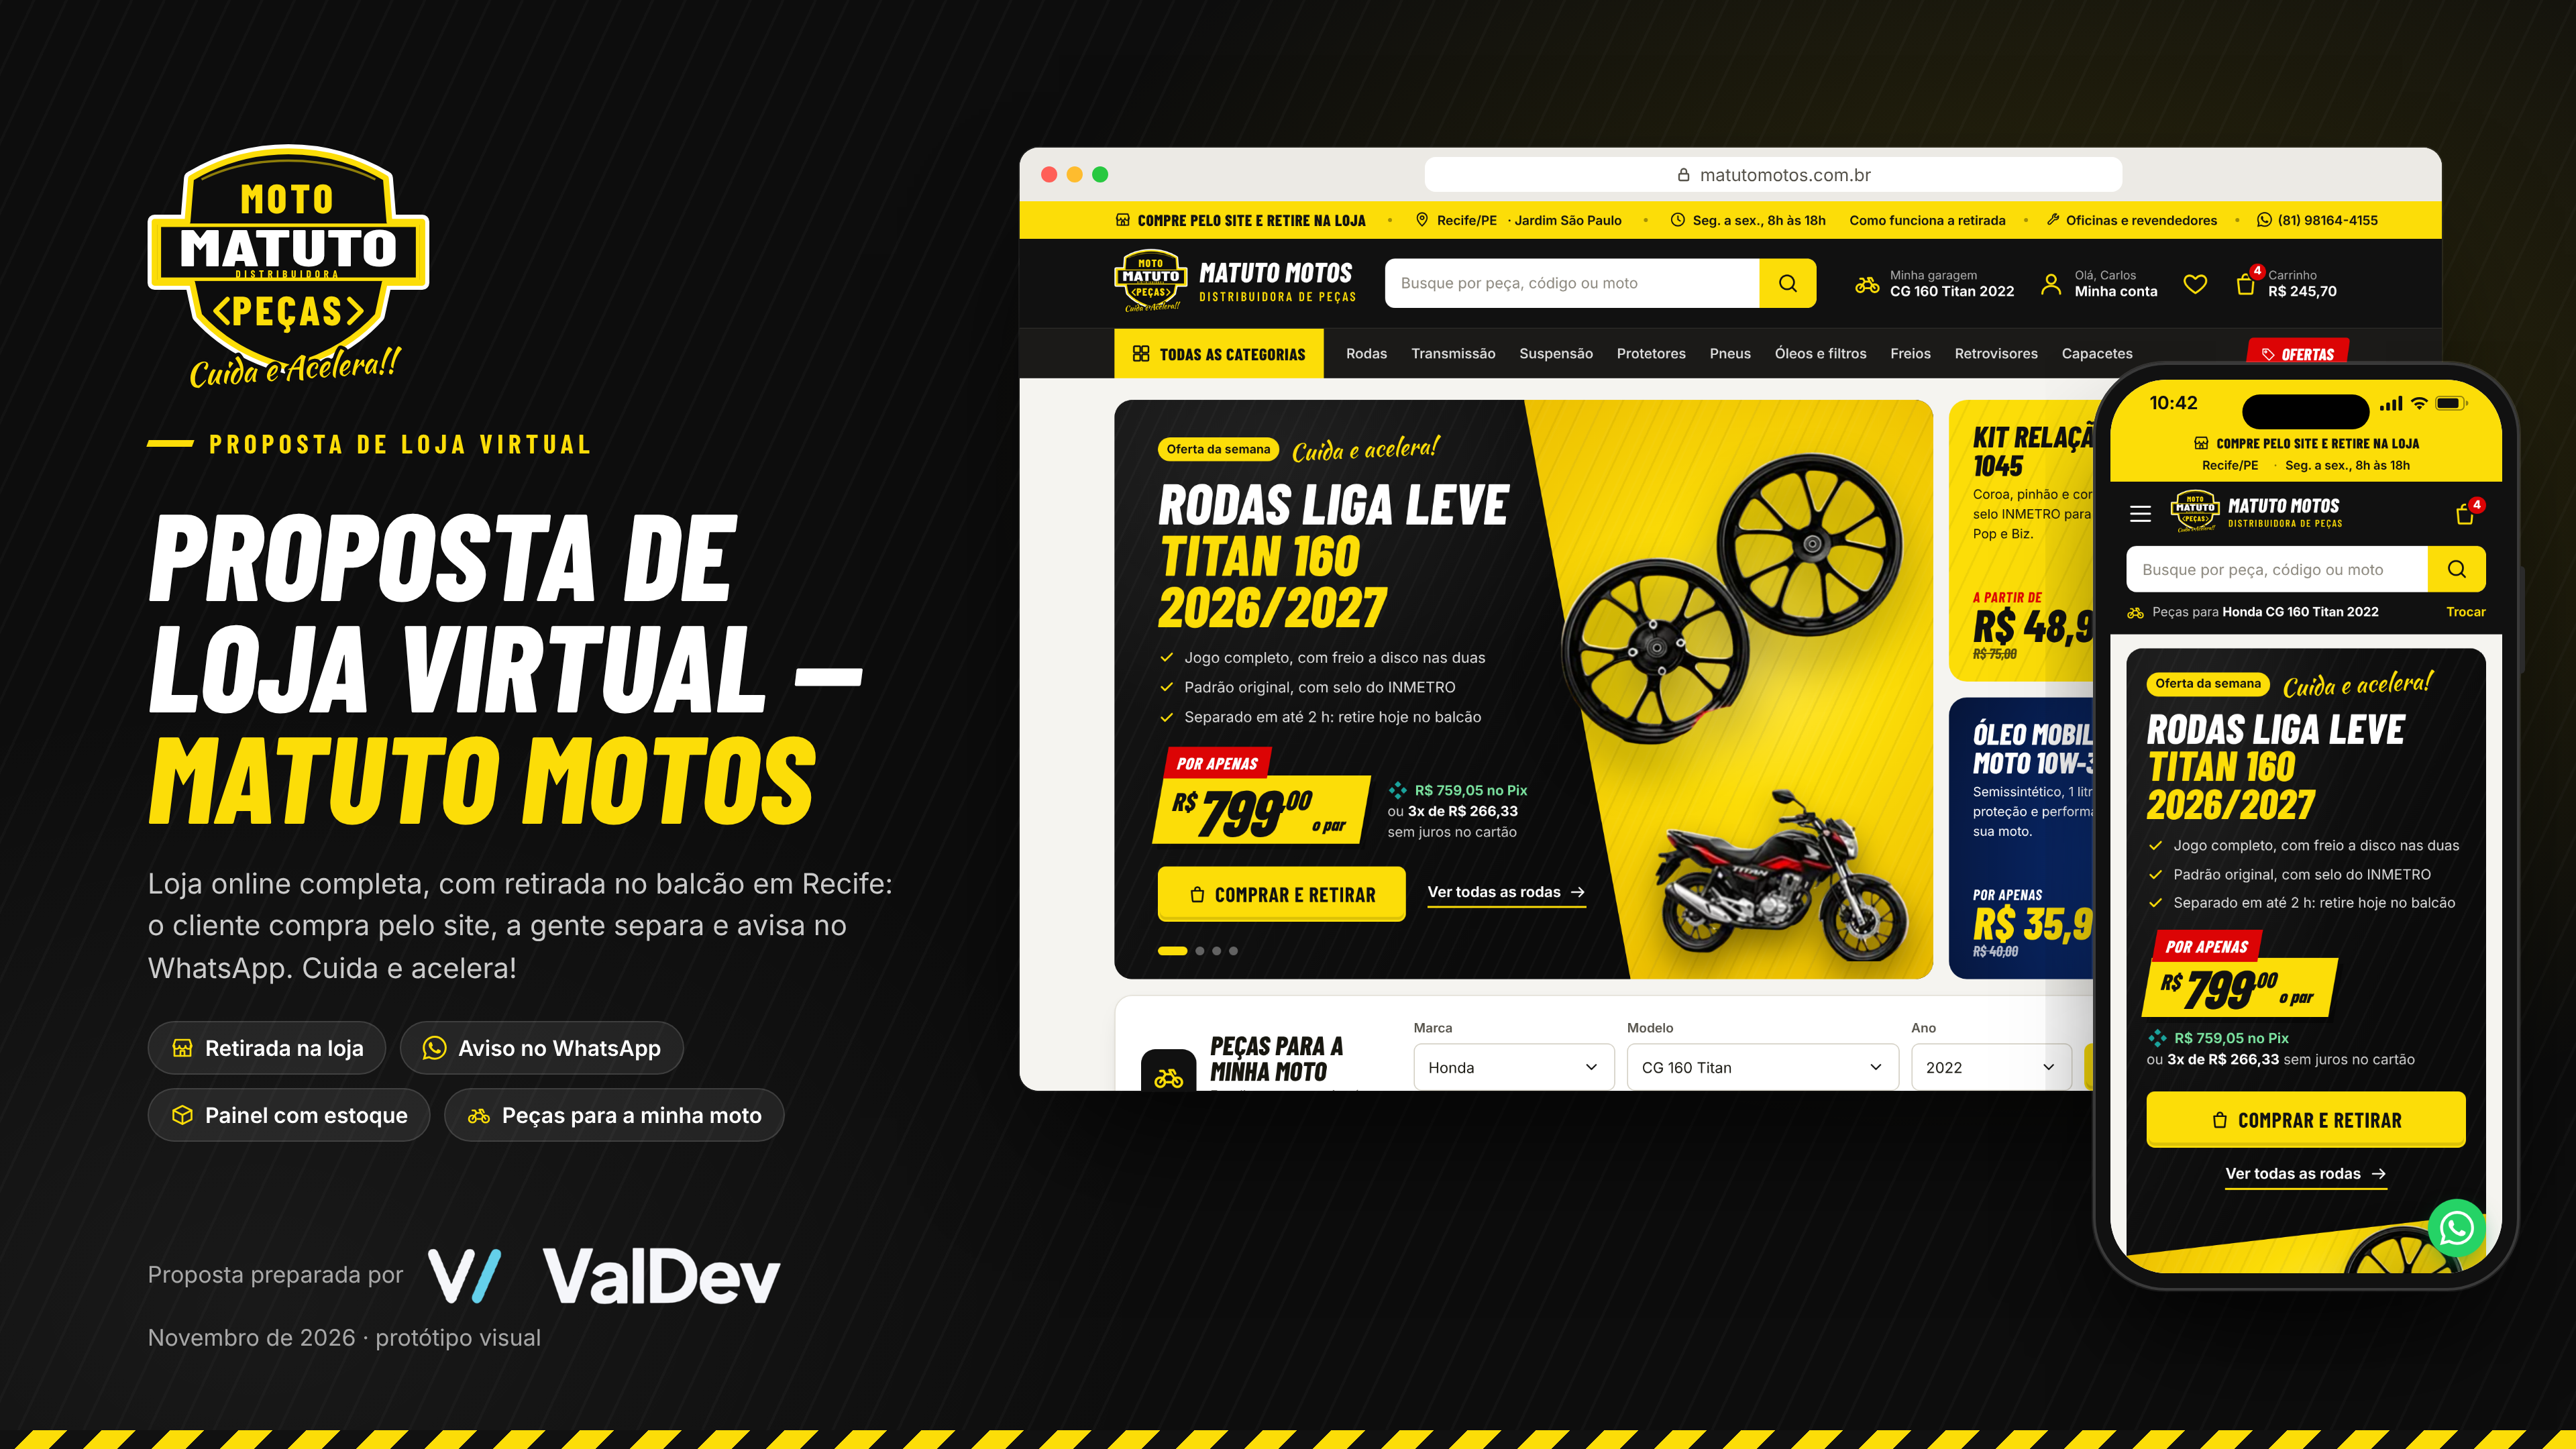 MOTO
MATUTO
DISTRIBUIDORA
<PEÇAS>
Cuida e Acelera!!
PROPOSTA DE LOJA VIRTUAL
PROPOSTA DE
LOJA VIRTUAL –
MATUTO MOTOS
Loja online completa, com retirada no balcão em Recife:
o cliente compra pelo site, a gente separa e avisa no
WhatsApp. Cuida e acelera!
Retirada na loja
Aviso no WhatsApp
Painel com estoque
Peças para a minha moto
Proposta preparada por
V/ ValDev
Novembro de 2026 · protótipo visual
matutomotos.com.br
COMPRE PELO SITE E RETIRE NA LOJA • Recife/PE · Jardim São Paulo • Seg. a sex., 8h às 18h Como funciona a retirada • Oficinas e revendedores • (81) 98164-4155
MOTO
MATUTO
<PEÇAS>
Cuida e Acelera!!
MATUTO MOTOS
DISTRIBUIDORA DE PEÇAS
Busque por peça, código ou moto
Minha garagem
CG 160 Titan 2022
Olá, Carlos
Minha conta
4
Carrinho
R$ 245,70
TODAS AS CATEGORIAS
Rodas Transmissão Suspensão Protetores Pneus Óleos e filtros Freios Retrovisores Capacetes
OFERTAS
Oferta da semana
Cuida e acelera!
RODAS LIGA LEVE
TITAN 160
2026/2027
Jogo completo, com freio a disco nas duas
Padrão original, com selo do INMETRO
Separado em até 2 h: retire hoje no balcão
POR APENAS
R$ 799,00 o par
R$ 759,05 no Pix
ou 3x de R$ 266,33
sem juros no cartão
COMPRAR E RETIRAR
Ver todas as rodas →
TITAN
KIT RELAÇÃ
1045
Coroa, pinhão e cor
selo INMETRO para
Pop e Biz.
A PARTIR DE
R$ 48,9
R$ 75,00
ÓLEO MOBIL
MOTO 10W-3
Semissintético, 1 litr
proteção e performa
sua moto.
POR APENAS
R$ 35,9
R$ 40,00
PEÇAS PARA A
MINHA MOTO
Marca
Honda
Modelo
CG 160 Titan
Ano
2022
10:42
COMPRE PELO SITE E RETIRE NA LOJA
Recife/PE · Seg. a sex., 8h às 18h
MOTO
MATUTO
<PEÇAS>
MATUTO MOTOS
DISTRIBUIDORA DE PEÇAS
4
Busque por peça, código ou moto
Peças para Honda CG 160 Titan 2022
Trocar
Oferta da semana
Cuida e acelera!
RODAS LIGA LEVE
TITAN 160
2026/2027
Jogo completo, com freio a disco nas duas
Padrão original, com selo do INMETRO
Separado em até 2 h: retire hoje no balcão
POR APENAS
R$ 799,00 o par
R$ 759,05 no Pix
ou 3x de R$ 266,33 sem juros no cartão
COMPRAR E RETIRAR
Ver todas as rodas →